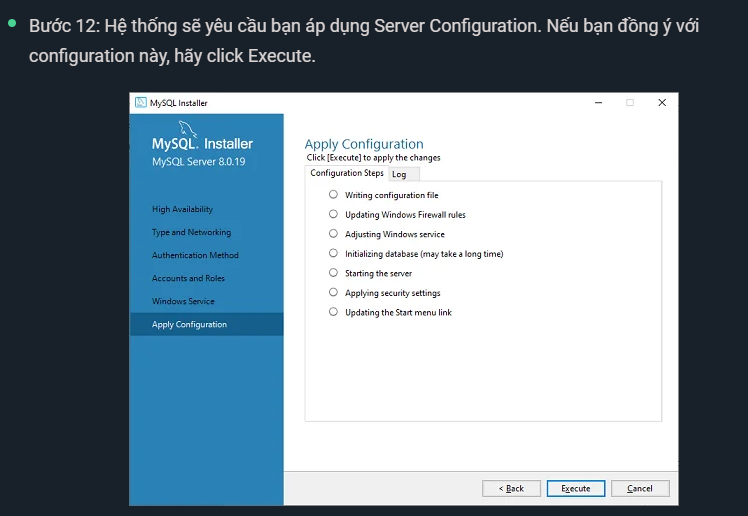 Bước 12: Hệ thống sẽ yêu cầu bạn áp dụng Server Configuration. Nếu bạn đồng ý với
configuration này, hãy click Execute.
MySQL Installer
MySQL. Installer
MySQL Server 8.0.19
High Availability
Type and Networking
Authentication Method
Accounts and Roles
Windows Service
Apply Configuration
Apply Configuration
Click [Execute] to apply the changes
Configuration Steps
Log
Writing configuration file
Updating Windows Firewall rules
Adjusting Windows service
Initializing database (may take a long time)
Starting the server
Applying security settings
Updating the Start menu link
< Back
Execute
Cancel